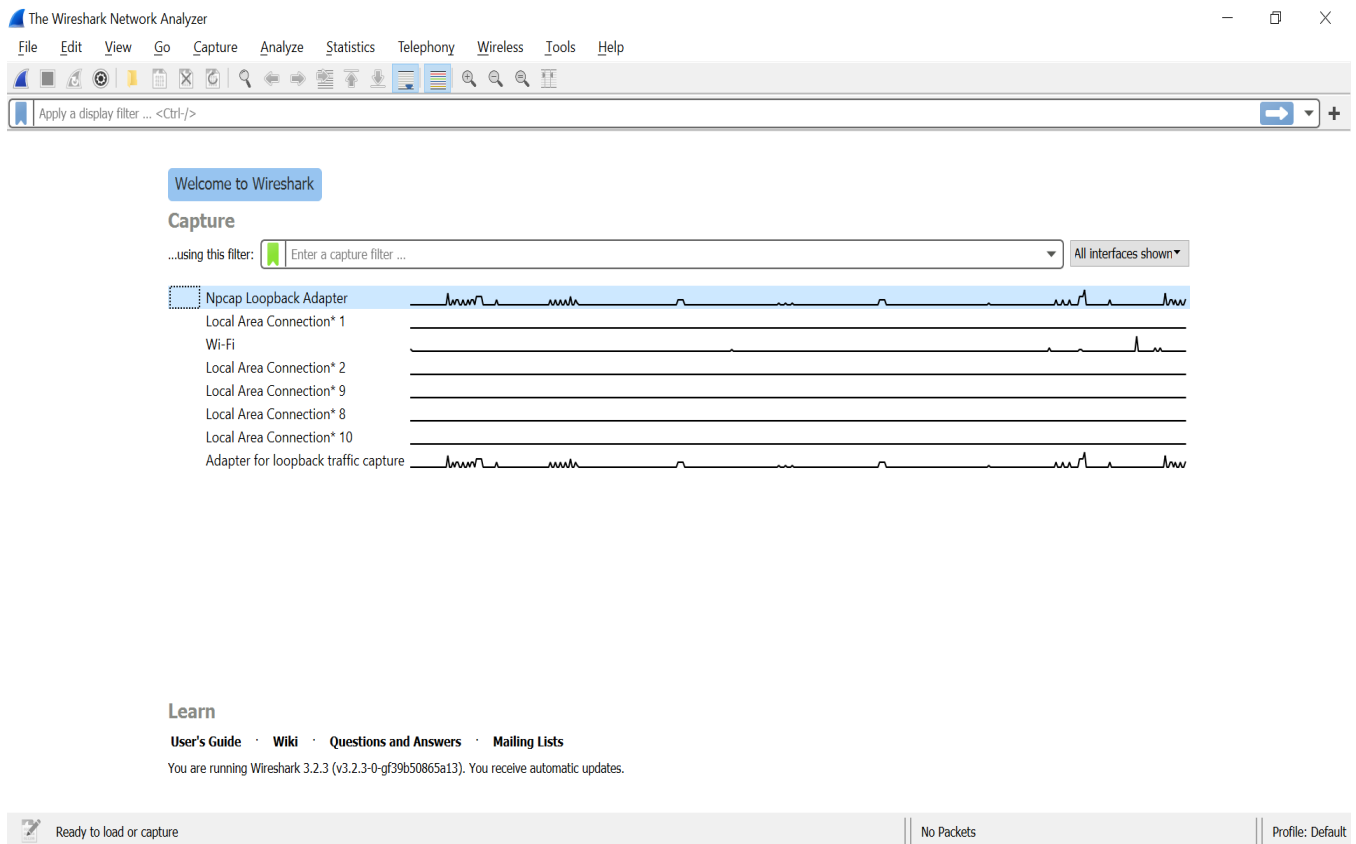 The Wireshark Network Analyzer
File Edit View Go Capture Analyze Statistics Telephony Wireless Tools Help
Apply a display filter ... <Ctrl-/>
Welcome to Wireshark
Capture
...using this filter: Enter a capture filter ... All interfaces shown
Npcap Loopback Adapter
Local Area Connection* 1
Wi-Fi
Local Area Connection* 2
Local Area Connection* 9
Local Area Connection* 8
Local Area Connection* 10
Adapter for loopback traffic capture
Learn
User's Guide · Wiki · Questions and Answers · Mailing Lists
You are running Wireshark 3.2.3 (v3.2.3-0-gf39b50865a13). You receive automatic updates.
Ready to load or capture No Packets Profile: Default